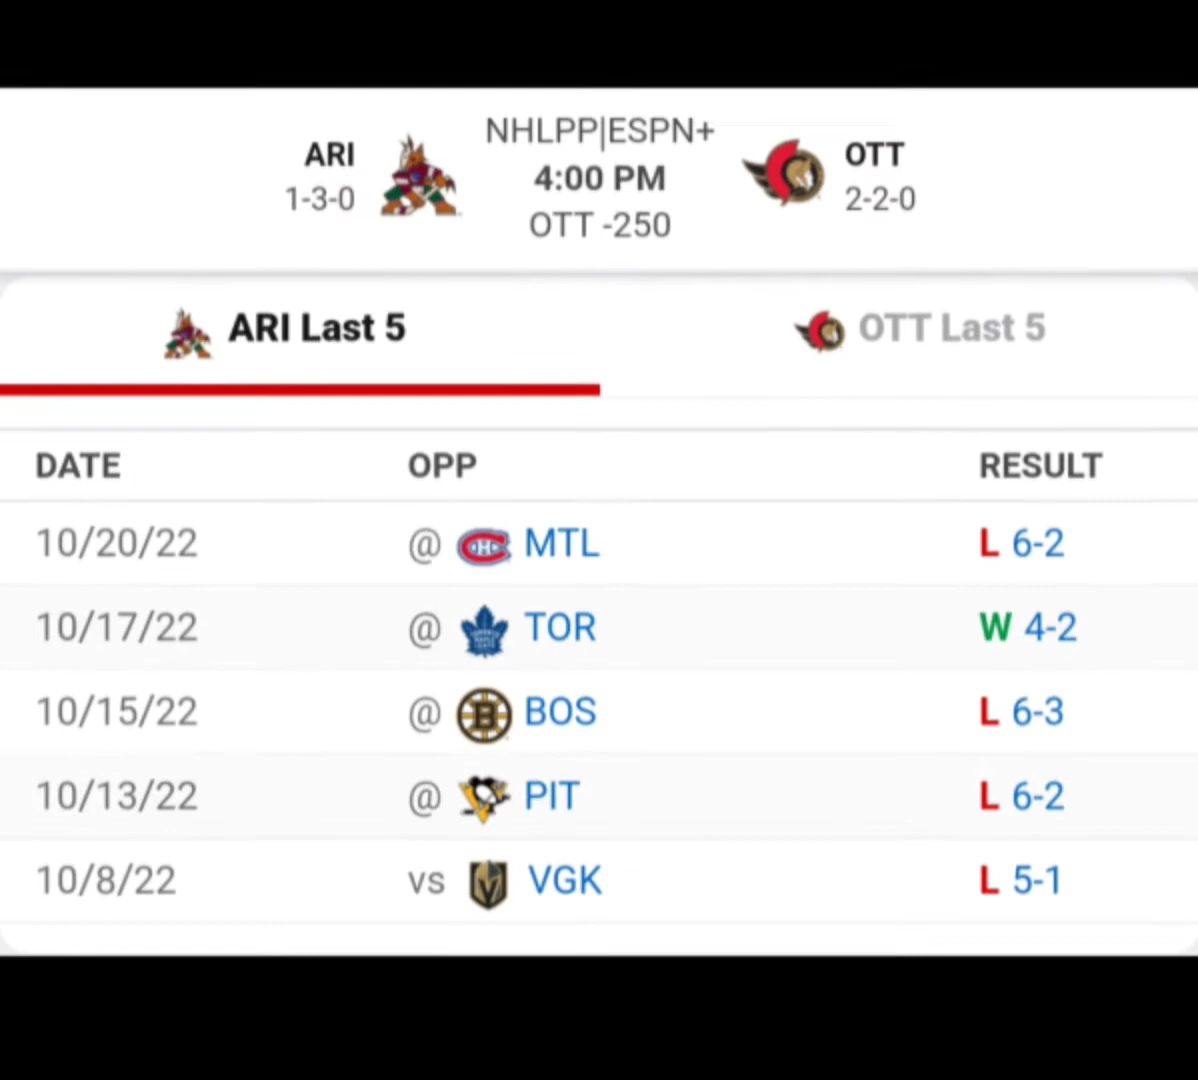 NHLPP|ESPN+
ARI
1-3-0
4:00 PM
OTT -250
OTT
2-2-0
ARI Last 5
OTT Last 5
DATE OPP RESULT
10/20/22 @ MTL L 6-2
10/17/22 @ TOR W 4-2
10/15/22 @ BOS L 6-3
10/13/22 @ PIT L 6-2
10/8/22 vs VGK L 5-1